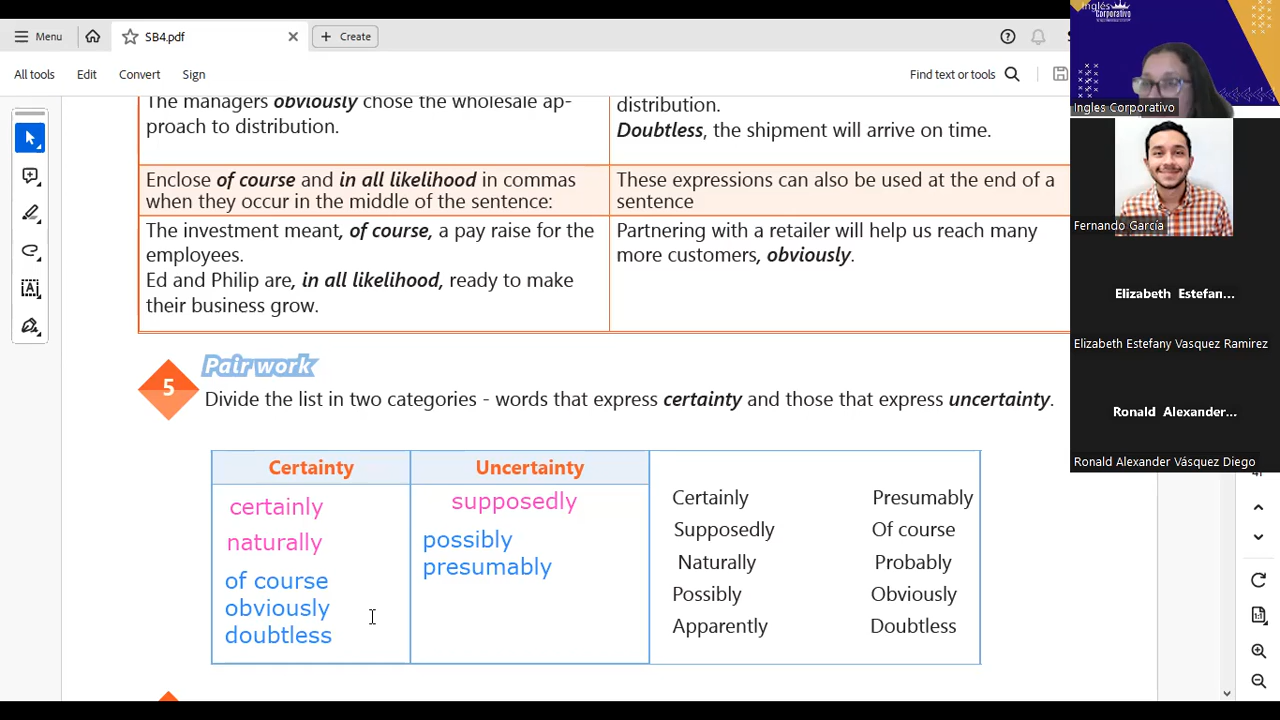 Menu
SB4.pdf
Create
All tools
Edit
Convert
Sign
Find text or tools
The managers obviously chose the wholesale ap-
proach to distribution.
distribution.
Doubtless, the shipment will arrive on time.
Enclose of course and in all likelihood in commas
when they occur in the middle of the sentence:
These expressions can also be used at the end of a
sentence
The investment meant, of course, a pay raise for the
employees.
Ed and Philip are, in all likelihood, ready to make
their business grow.
Partnering with a retailer will help us reach many
more customers, obviously.
5
Pair work
Divide the list in two categories - words that express certainty and those that express uncertainty.
Certainty
Uncertainty
certainly
naturally
of course
obviously
doubtless
supposedly
possibly
presumably
Certainly
Supposedly
Naturally
Possibly
Apparently
Presumably
Of course
Probably
Obviously
Doubtless
Inglés
corporativo
Ingles Corporativo
Fernando García
Elizabeth Estefan...
Elizabeth Estefany Vasquez Ramirez
Ronald Alexander...
Ronald Alexander Vásquez Diego